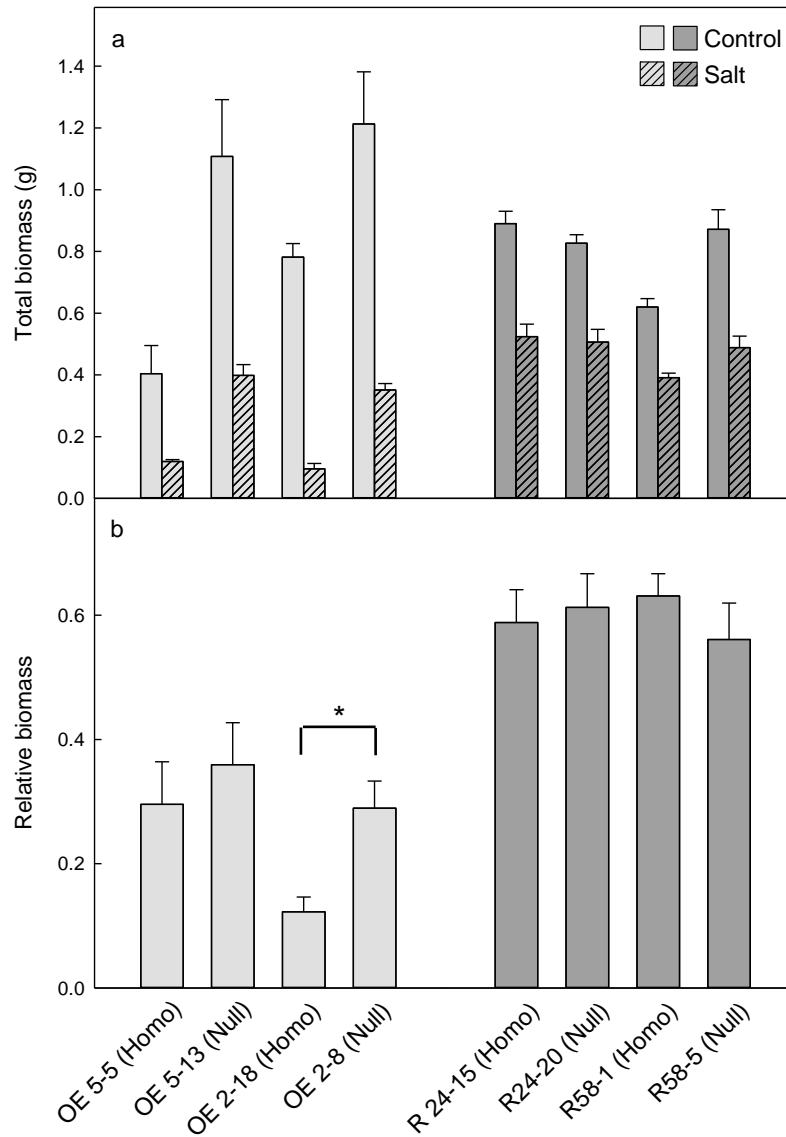 a
Control
Salt
1.4
1.2
1.0
0.8
0.6
0.4
0.2
0.0
Total biomass (g)
b
0.6
0.4
0.2
0.0
Relative biomass
*
OE 5-5 (Homo)
OE 5-13 (Null)
OE 2-18 (Homo)
OE 2-8 (Null)
R 24-15 (Homo)
R24-20 (Null)
R58-1 (Homo)
R58-5 (Null)